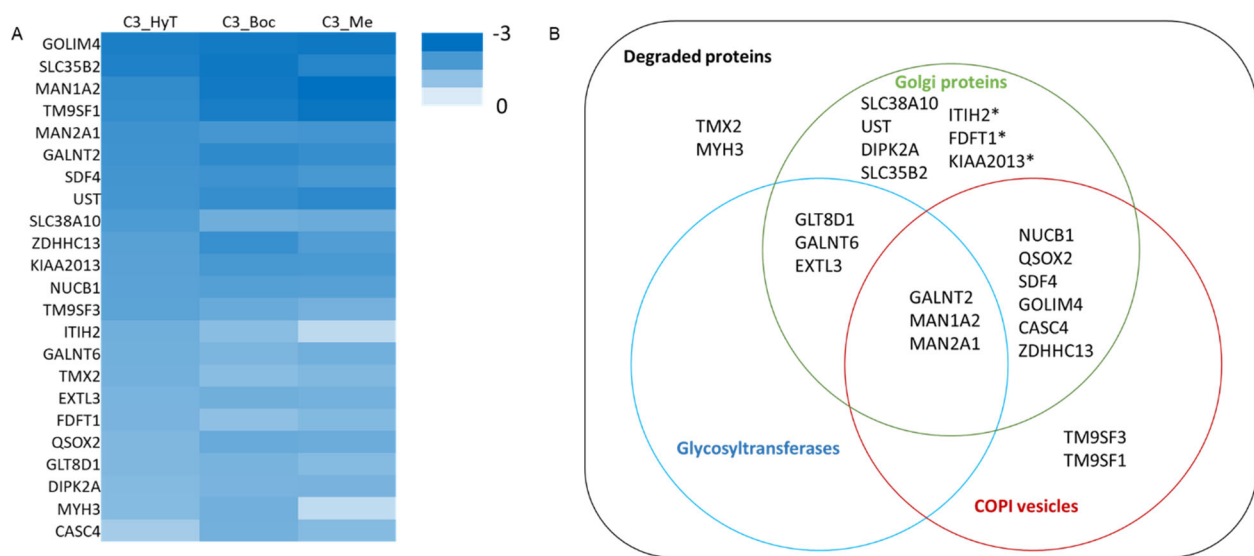 A
C3_HyT C3_Boc C3_Me
GOLIM4
SLC35B2
MAN1A2
TM9SF1
MAN2A1
GALNT2
SDF4
UST
SLC38A10
ZDHHC13
KIAA2013
NUCB1
TM9SF3
ITIH2
GALNT6
TMX2
EXTL3
FDFT1
QSOX2
GLT8D1
DIPK2A
MYH3
CASC4
-3
0
B
Degraded proteins
Golgi proteins
TMX2
MYH3
SLC38A10
UST
DIPK2A
SLC35B2
ITIH2*
FDFT1*
KIAA2013*
GLT8D1
GALNT6
EXTL3
GALNT2
MAN1A2
MAN2A1
NUCB1
QSOX2
SDF4
GOLIM4
CASC4
ZDHHC13
TM9SF3
TM9SF1
Glycosyltransferases
COPI vesicles